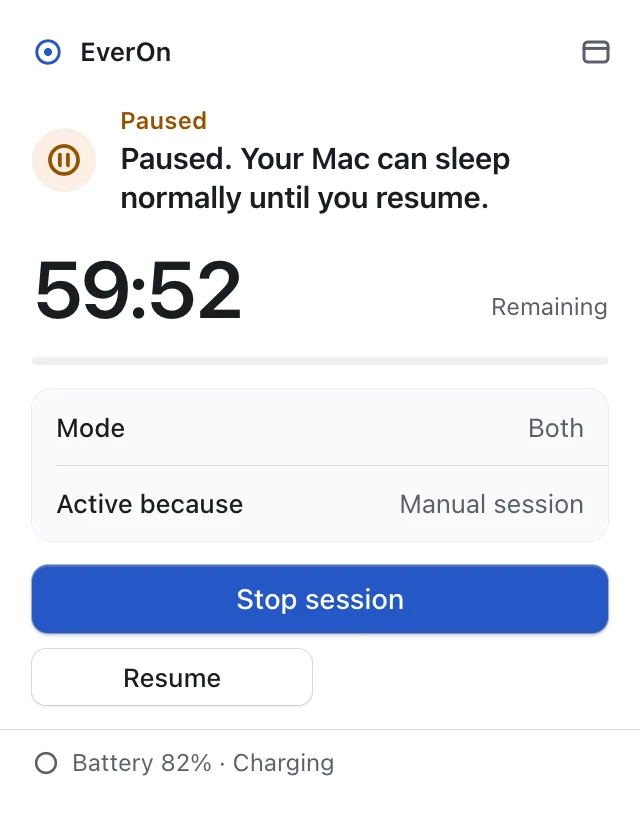 EverOn
Paused
Paused. Your Mac can sleep
normally until you resume.
59:52
Remaining
Mode
Both
Active because
Manual session
Stop session
Resume
Battery 82% · Charging